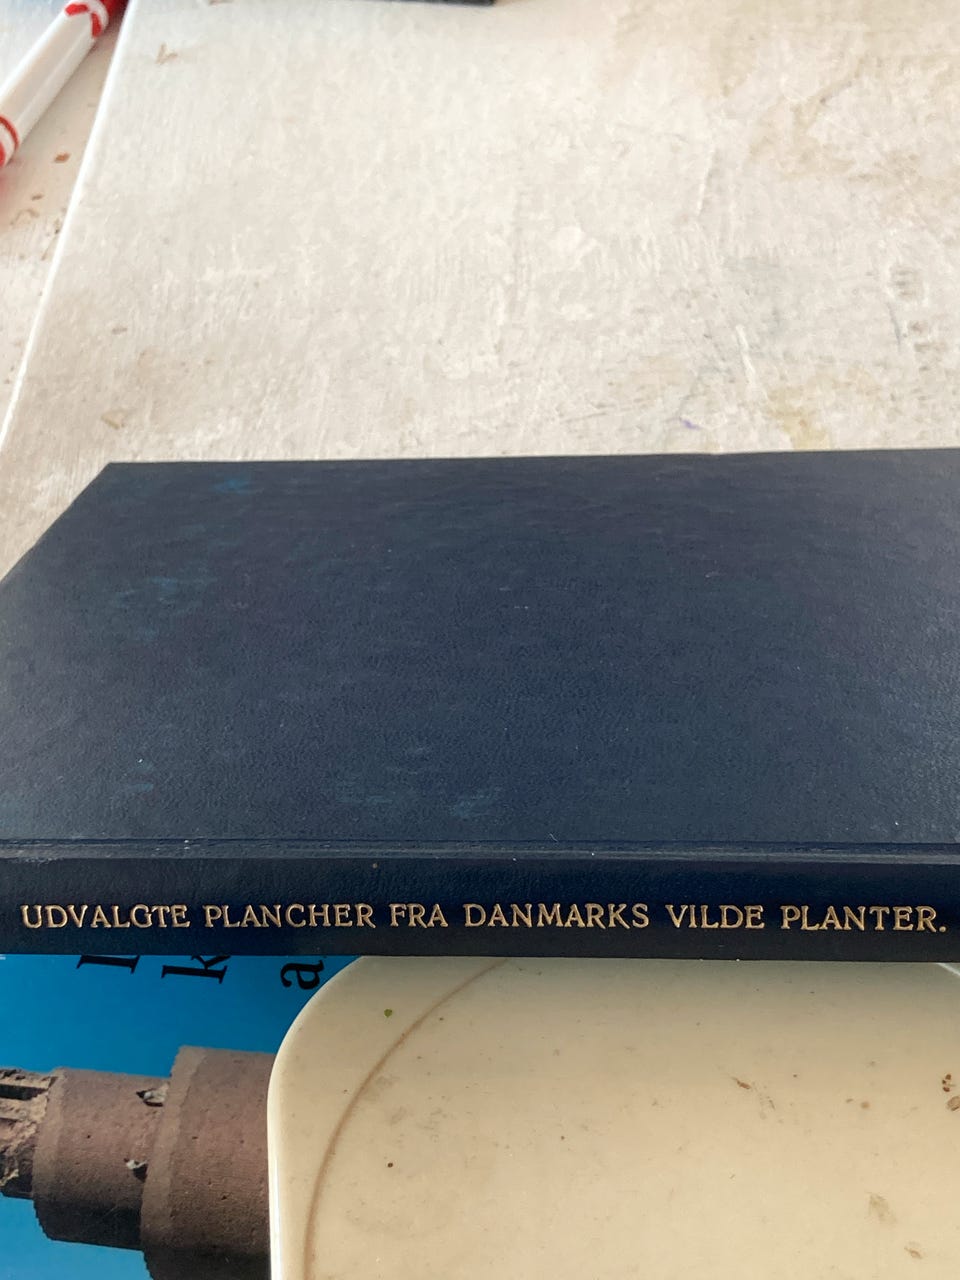 UDVALGTE PLANCHER FRA DANMARKS VILDE PLANTER.